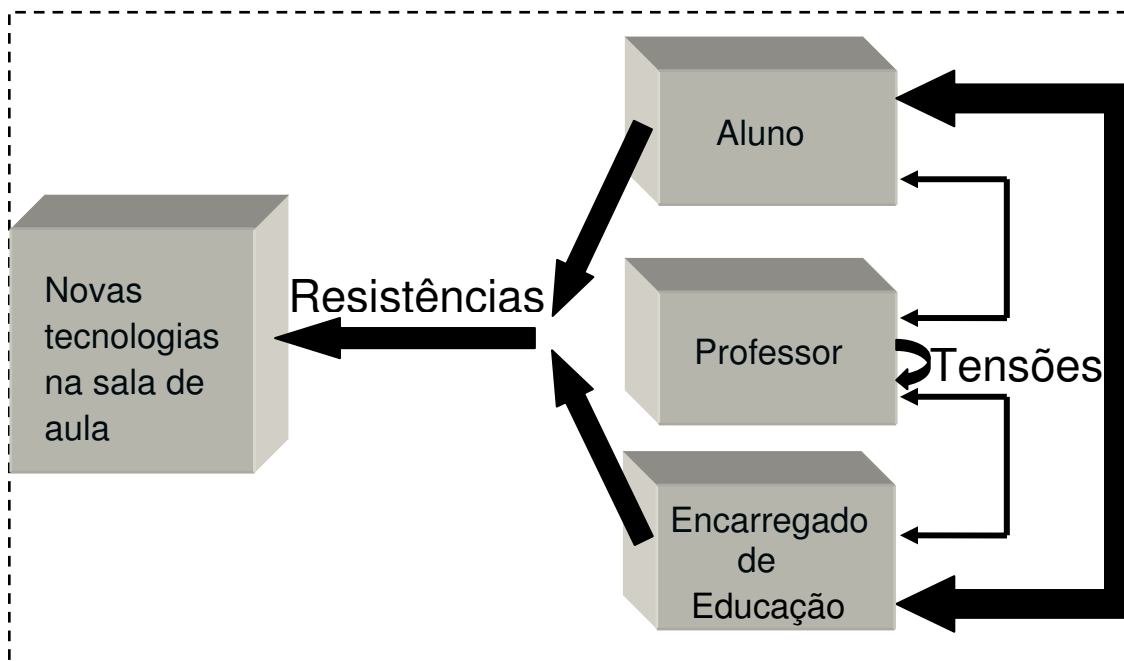 Novas
tecnologias
na sala de
aula
Resistências
Aluno
Professor
Tensões
Encarregado
de
Educação